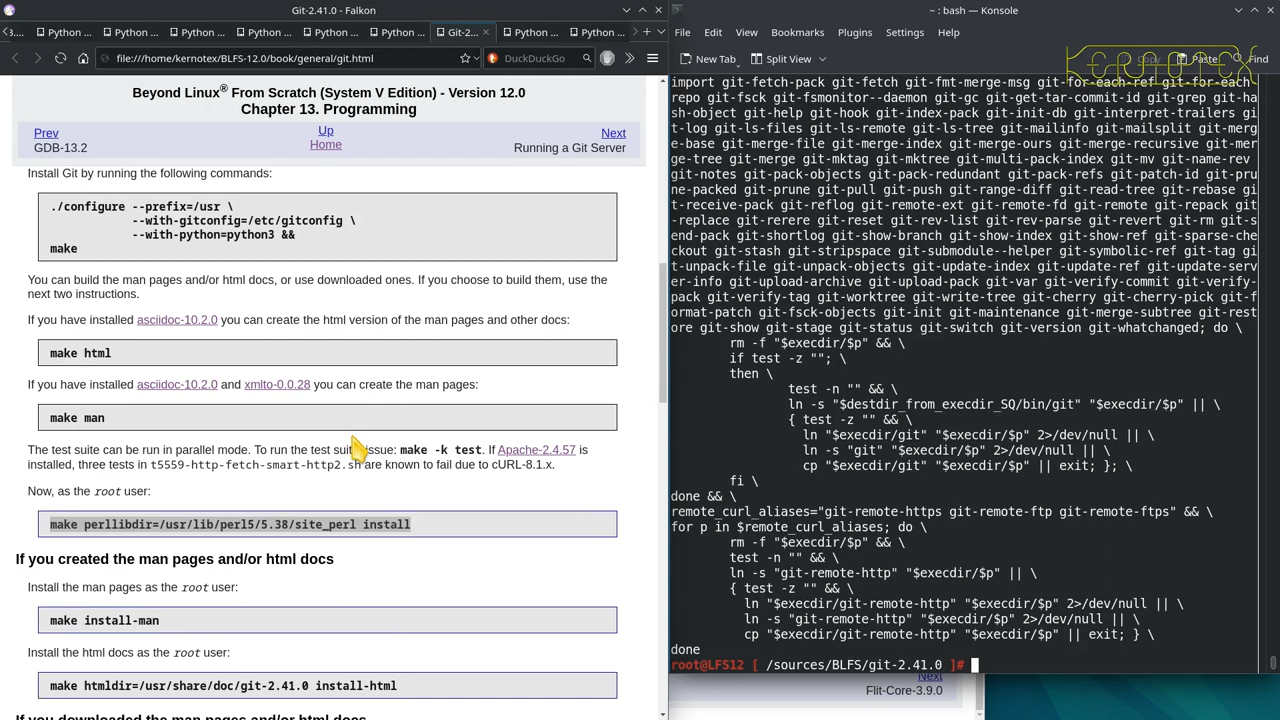 Git-2.41.0 - Falkon
3...
Python ...
Python ...
Python ...
Python ...
Python ...
Python ...
Git-2...
Python ...
Python ...
file:///home/kernotex/BLFS-12.0/book/general/git.html
DuckDuckGo
Beyond Linux® From Scratch (System V Edition) - Version 12.0
Chapter 13. Programming
Prev
Up
Next
GDB-13.2
Home
Running a Git Server
Install Git by running the following commands:
./configure --prefix=/usr \
--with-gitconfig=/etc/gitconfig \
--with-python=python3 &&
make
You can build the man pages and/or html docs, or use downloaded ones. If you choose to build them, use the
next two instructions.
If you have installed asciidoc-10.2.0 you can create the html version of the man pages and other docs:
make html
If you have installed asciidoc-10.2.0 and xmlto-0.0.28 you can create the man pages:
make man
The test suite can be run in parallel mode. To run the test suite issue: make -k test. If Apache-2.4.57 is
installed, three tests in t5559-http-fetch-smart-http2.sh are known to fail due to cURL-8.1.x.
Now, as the root user:
make perllibdir=/usr/lib/perl5/5.38/site_perl install
If you created the man pages and/or html docs
Install the man pages as the root user:
make install-man
Install the html docs as the root user:
make htmldir=/usr/share/doc/git-2.41.0 install-html
If you downloaded the man pages and/or html docs
~ : bash — Konsole
File Edit View Bookmarks Plugins Settings Help
New Tab
Split View
Copy
Paste
Find
KERNOTEX
import git-fetch-pack git-fetch git-fmt-merge-msg git-for-each-ref git-for-each-
repo git-fsck git-fsmonitor--daemon git-gc git-get-tar-commit-id git-grep git-ha
sh-object git-help git-hook git-index-pack git-init-db git-interpret-trailers gi
t-log git-ls-files git-ls-remote git-ls-tree git-mailinfo git-mailsplit git-merg
e-base git-merge-file git-merge-index git-merge-ours git-merge-recursive git-mer
ge-tree git-merge git-mktag git-mktree git-multi-pack-index git-mv git-name-rev
git-notes git-pack-objects git-pack-redundant git-pack-refs git-patch-id git-pru
ne-packed git-prune git-pull git-push git-range-diff git-read-tree git-rebase gi
t-receive-pack git-reflog git-remote-ext git-remote-fd git-remote git-repack git
-replace git-rerere git-reset git-rev-list git-rev-parse git-revert git-rm git-s
end-pack git-shortlog git-show-branch git-show-index git-show-ref git-sparse-che
ckout git-stash git-stripspace git-submodule--helper git-symbolic-ref git-tag gi
t-unpack-file git-unpack-objects git-update-index git-update-ref git-update-serv
er-info git-upload-archive git-upload-pack git-var git-verify-commit git-verify-
pack git-verify-tag git-worktree git-write-tree git-cherry git-cherry-pick git-f
ormat-patch git-fsck-objects git-init git-maintenance git-merge-subtree git-rest
ore git-show git-stage git-status git-switch git-version git-whatchanged; do \
rm -f "$execdir/$p" && \
if test -z ""; \
then \
test -n "" && \
ln -s "$destdir_from_execdir_SQ/bin/git" "$execdir/$p" || \
{ test -z "" && \
ln "$execdir/git" "$execdir/$p" 2>/dev/null || \
ln -s "git" "$execdir/$p" 2>/dev/null || \
cp "$execdir/git" "$execdir/$p" || exit; }; \
fi \
done && \
remote_curl_aliases="git-remote-https git-remote-ftp git-remote-ftps" && \
for p in $remote_curl_aliases; do \
rm -f "$execdir/$p" && \
test -n "" && \
ln -s "git-remote-http" "$execdir/$p" || \
{ test -z "" && \
ln "$execdir/git-remote-http" "$execdir/$p" 2>/dev/null || \
ln -s "git-remote-http" "$execdir/$p" 2>/dev/null || \
cp "$execdir/git-remote-http" "$execdir/$p" || exit; } \
done
root@LFS12 [ /sources/BLFS/git-2.41.0 ]#
Next
Flit-Core-3.9.0